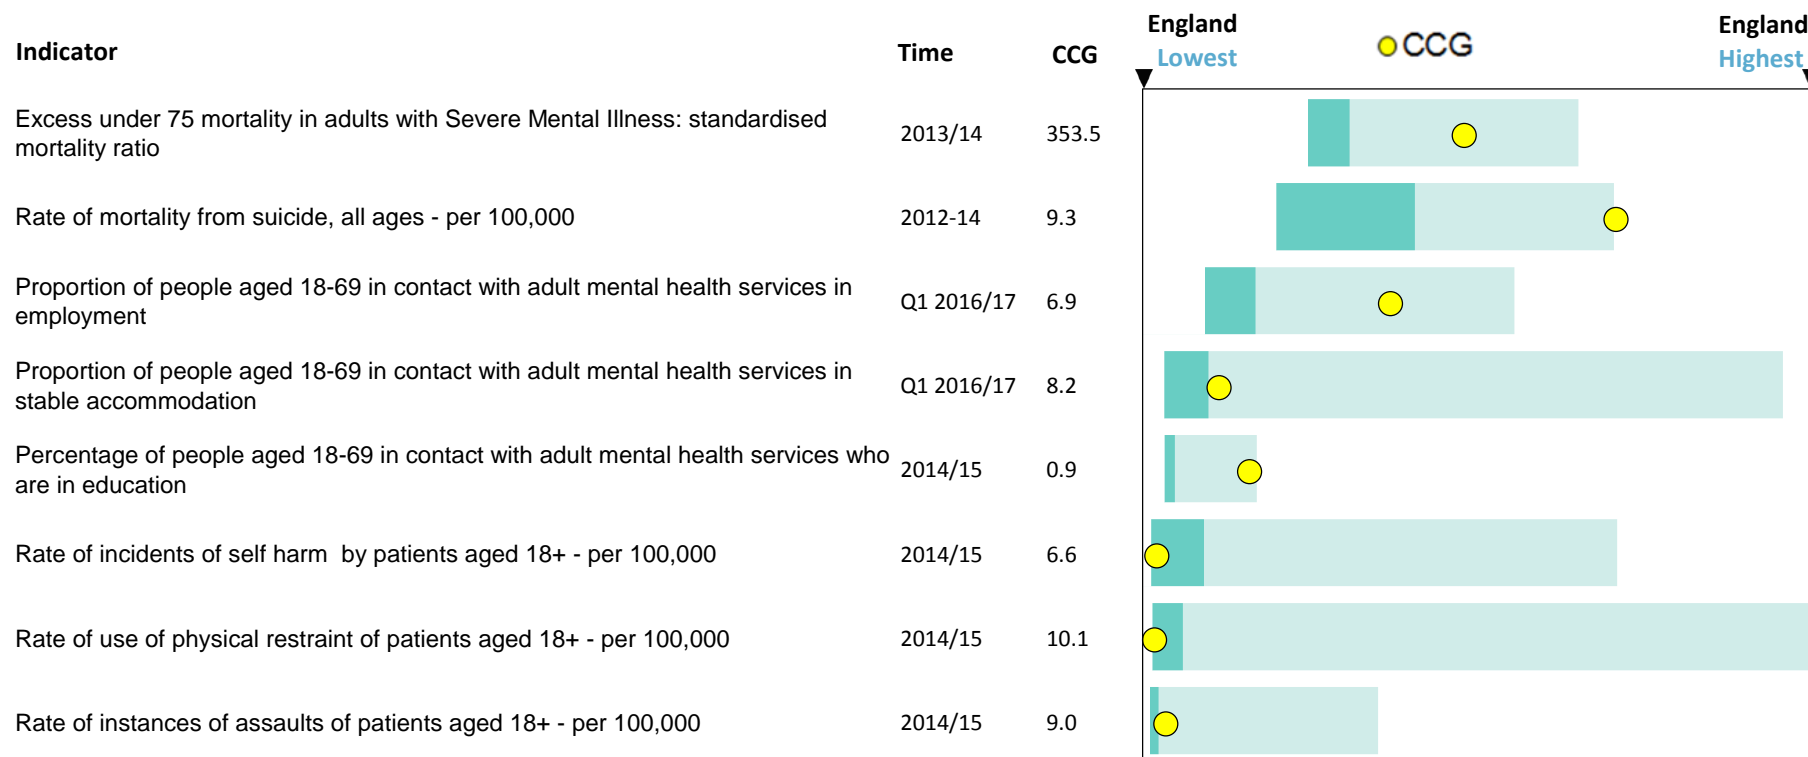 Indicator Time CCG England Lowest CCG England Highest
Excess under 75 mortality in adults with Severe Mental Illness: standardised
mortality ratio
2013/14 353.5
Rate of mortality from suicide, all ages - per 100,000 2012-14 9.3
Proportion of people aged 18-69 in contact with adult mental health services in
employment
Q1 2016/17 6.9
Proportion of people aged 18-69 in contact with adult mental health services in
stable accommodation
Q1 2016/17 8.2
Percentage of people aged 18-69 in contact with adult mental health services who
are in education
2014/15 0.9
Rate of incidents of self harm  by patients aged 18+ - per 100,000 2014/15 6.6
Rate of use of physical restraint of patients aged 18+ - per 100,000 2014/15 10.1
Rate of instances of assaults of patients aged 18+ - per 100,000 2014/15 9.0